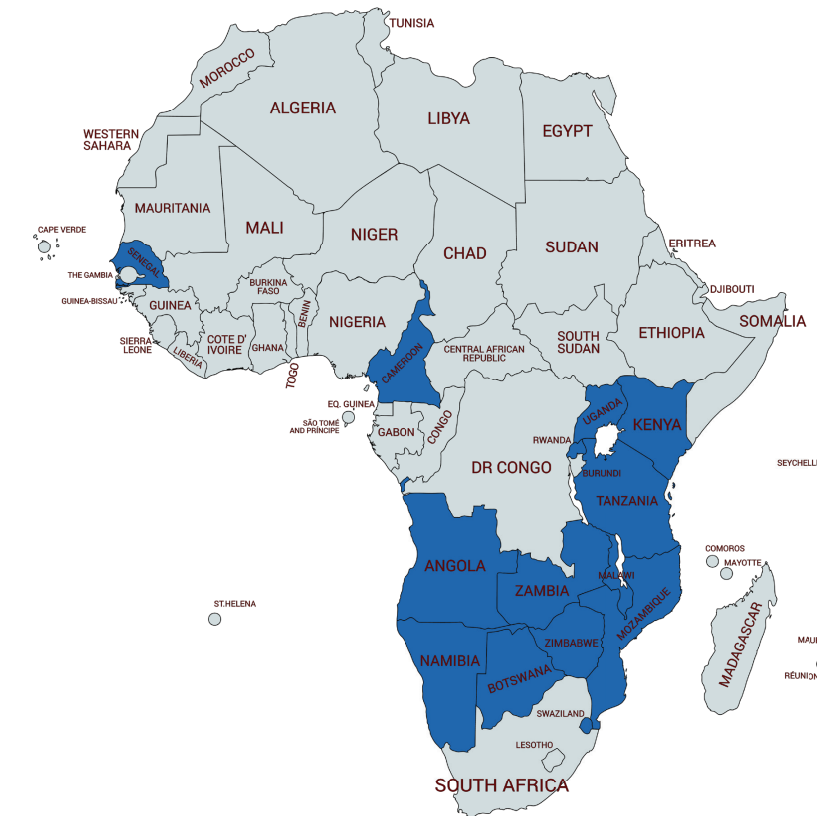 TUNISIA
MOROCCO
ALGERIA
LIBYA
EGYPT
WESTERN
SAHARA
MAURITANIA
MALI
NIGER
CHAD
SUDAN
ERITREA
CAPE VERDE
SENEGAL
THE GAMBIA
GUINEA-BISSAU
GUINEA
BURKINA
FASO
BENIN
DJIBOUTI
NIGERIA
SOMALIA
SIERRA
LEONE
LIBERIA
COTE D'
IVOIRE
GHANA
TOGO
CAMEROON
CENTRAL AFRICAN
REPUBLIC
SOUTH
SUDAN
ETHIOPIA
EQ. GUINEA
SÃO TOMÉ
AND PRÍNCIPE
GABON
CONGO
UGANDA
KENYA
RWANDA
DR CONGO
BURUNDI
SEYCHELL
TANZANIA
COMOROS
MAYOTTE
ANGOLA
MALAWI
ZAMBIA
ST.HELENA
MOZAMBIQUE
MADAGASCAR
ZIMBABWE
MAU
NAMIBIA
BOTSWANA
RÉUNION
SWAZILAND
LESOTHO
SOUTH AFRICA